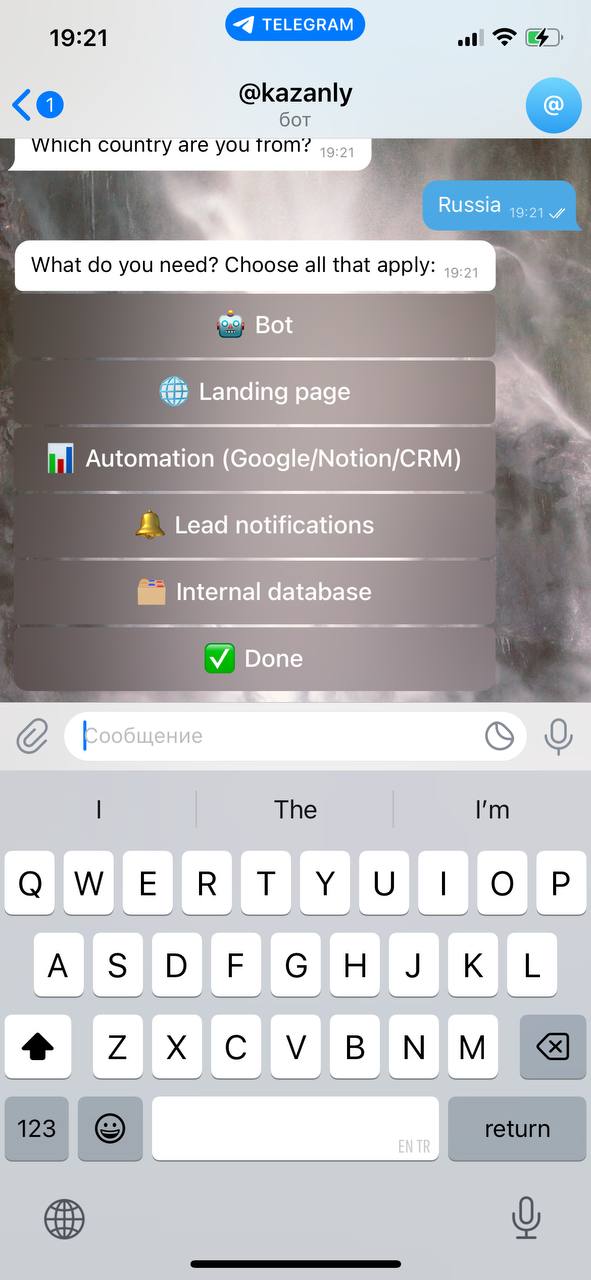 19:21
TELEGRAM
1
@kazanly
бот
@
Which country are you from? 19:21
Russia 19:21
What do you need? Choose all that apply: 19:21
🤖 Bot
🌐 Landing page
📊 Automation (Google/Notion/CRM)
🔔 Lead notifications
🗂️ Internal database
✅ Done
Сообщение
I The I’m
Q W E R T Y U I O P
A S D F G H J K L
Z X C V B N M
123 EN TR return